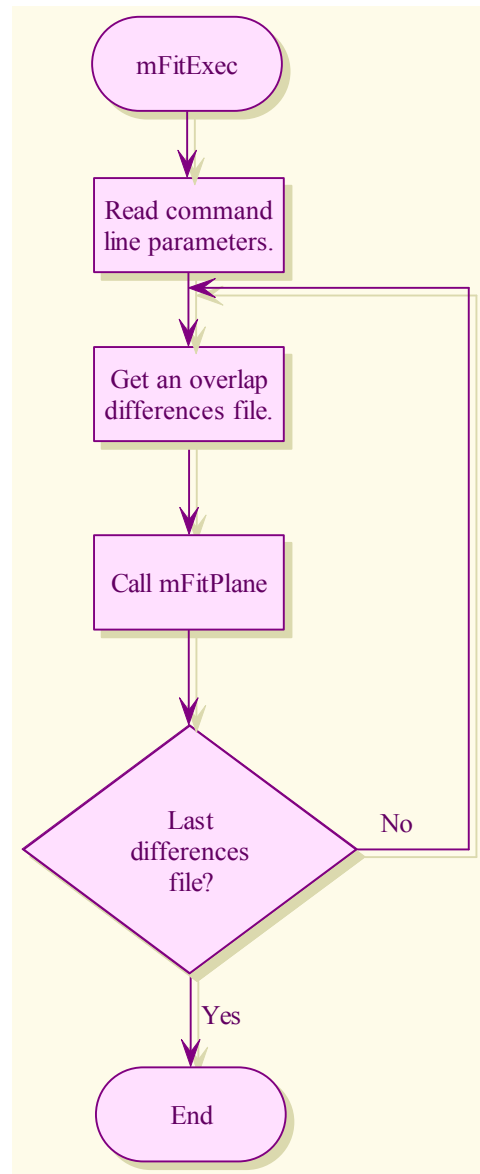 mFitExec
Read command
line parameters.
Get an overlap
differences file.
Call mFitPlane
Last
differences
file?
No
Yes
End